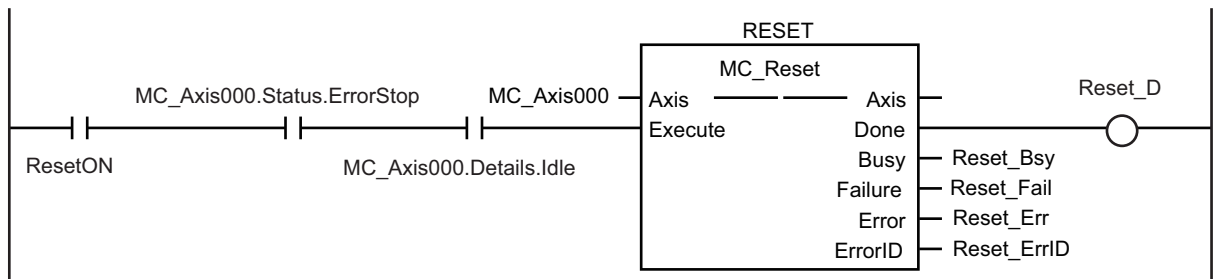 RESET
MC_Reset
MC_Axis000.Status.ErrorStop MC_Axis000 Axis Axis Reset_D
Execute Done
ResetON MC_Axis000.Details.Idle Busy Reset_Bsy
Failure Reset_Fail
Error Reset_Err
ErrorID Reset_ErrID